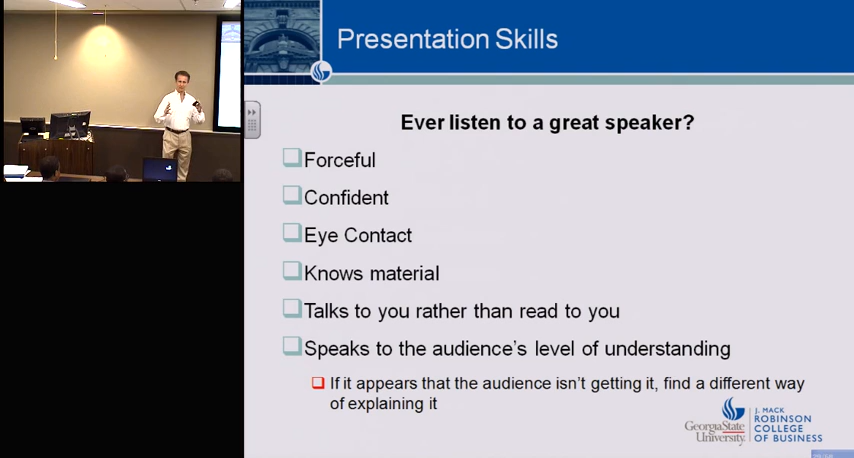 Presentation Skills
Ever listen to a great speaker?
Forceful
Confident
Eye Contact
Knows material
Talks to you rather than read to you
Speaks to the audience's level of understanding
If it appears that the audience isn't getting it, find a different way
of explaining it
GeorgiaState
University
J. MACK
ROBINSON
COLLEGE
OF BUSINESS